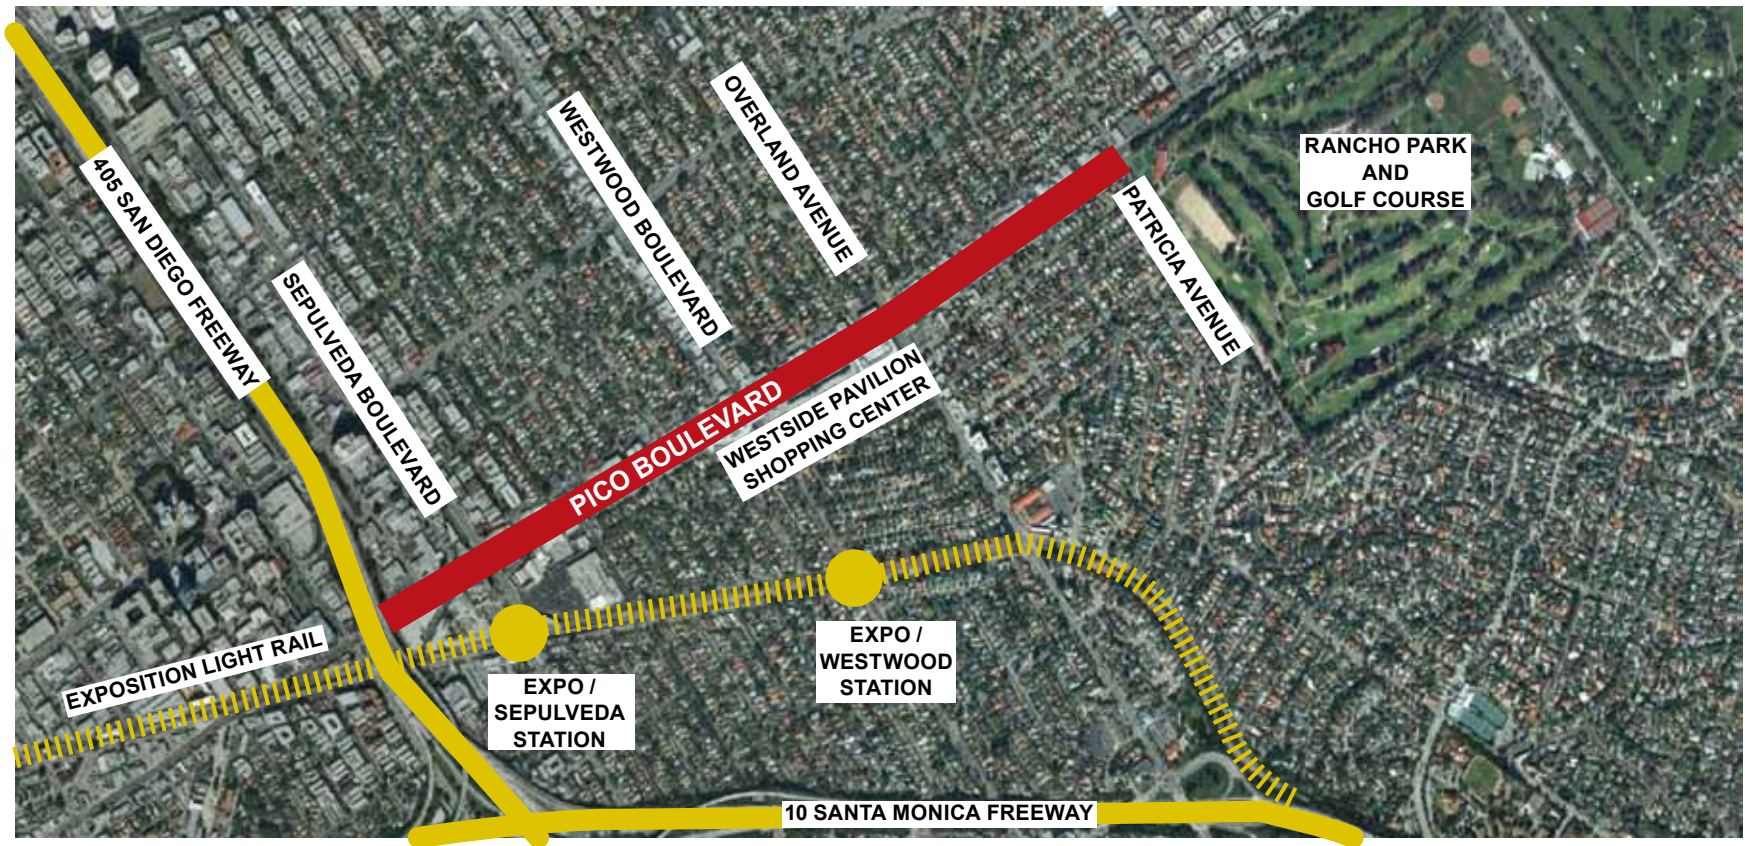 405 SAN DIEGO FREEWAY
SEPULVEDA BOULEVARD
WESTWOOD BOULEVARD
OVERLAND AVENUE
RANCHO PARK
AND
GOLF COURSE
PATRICIA AVENUE
PICO BOULEVARD
WESTSIDE PAVILION
SHOPPING CENTER
EXPOSITION LIGHT RAIL
EXPO /
SEPULVEDA
STATION
EXPO /
WESTWOOD
STATION
10 SANTA MONICA FREEWAY